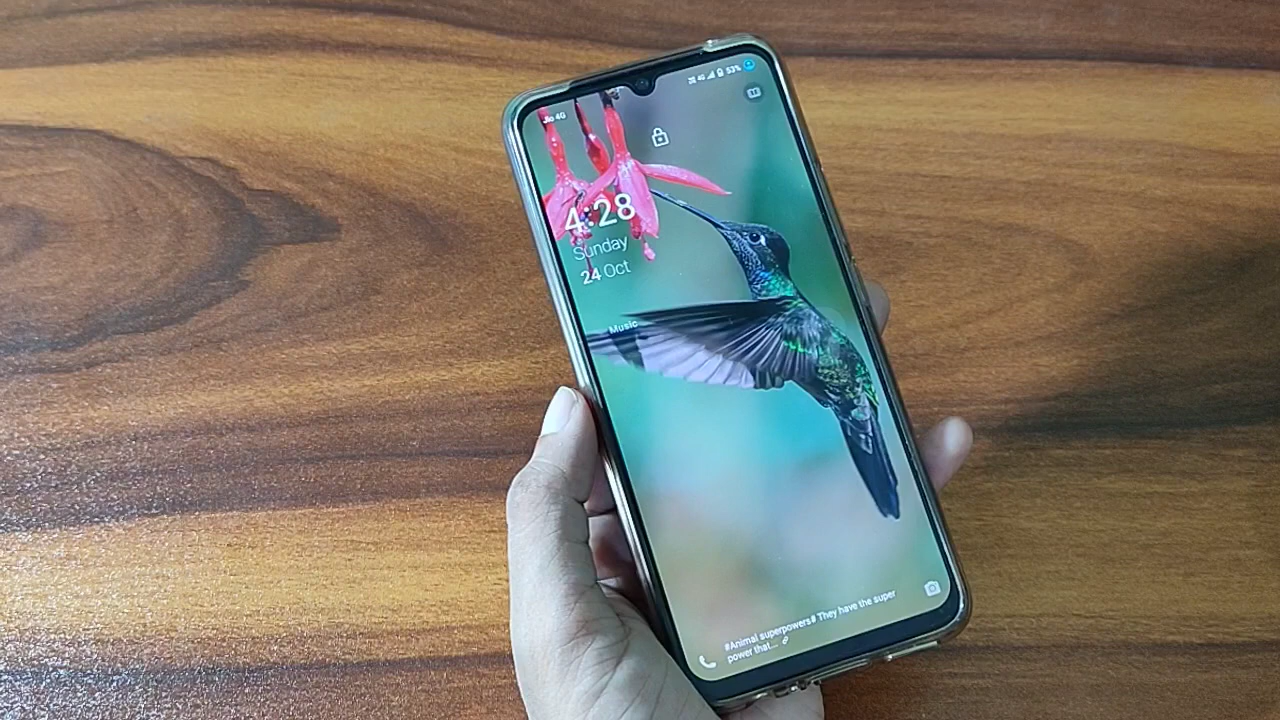 Jio 4G
4G 53%
4:28
Sunday
24 Oct
Music
#Animal superpowers# They have the super
power that...